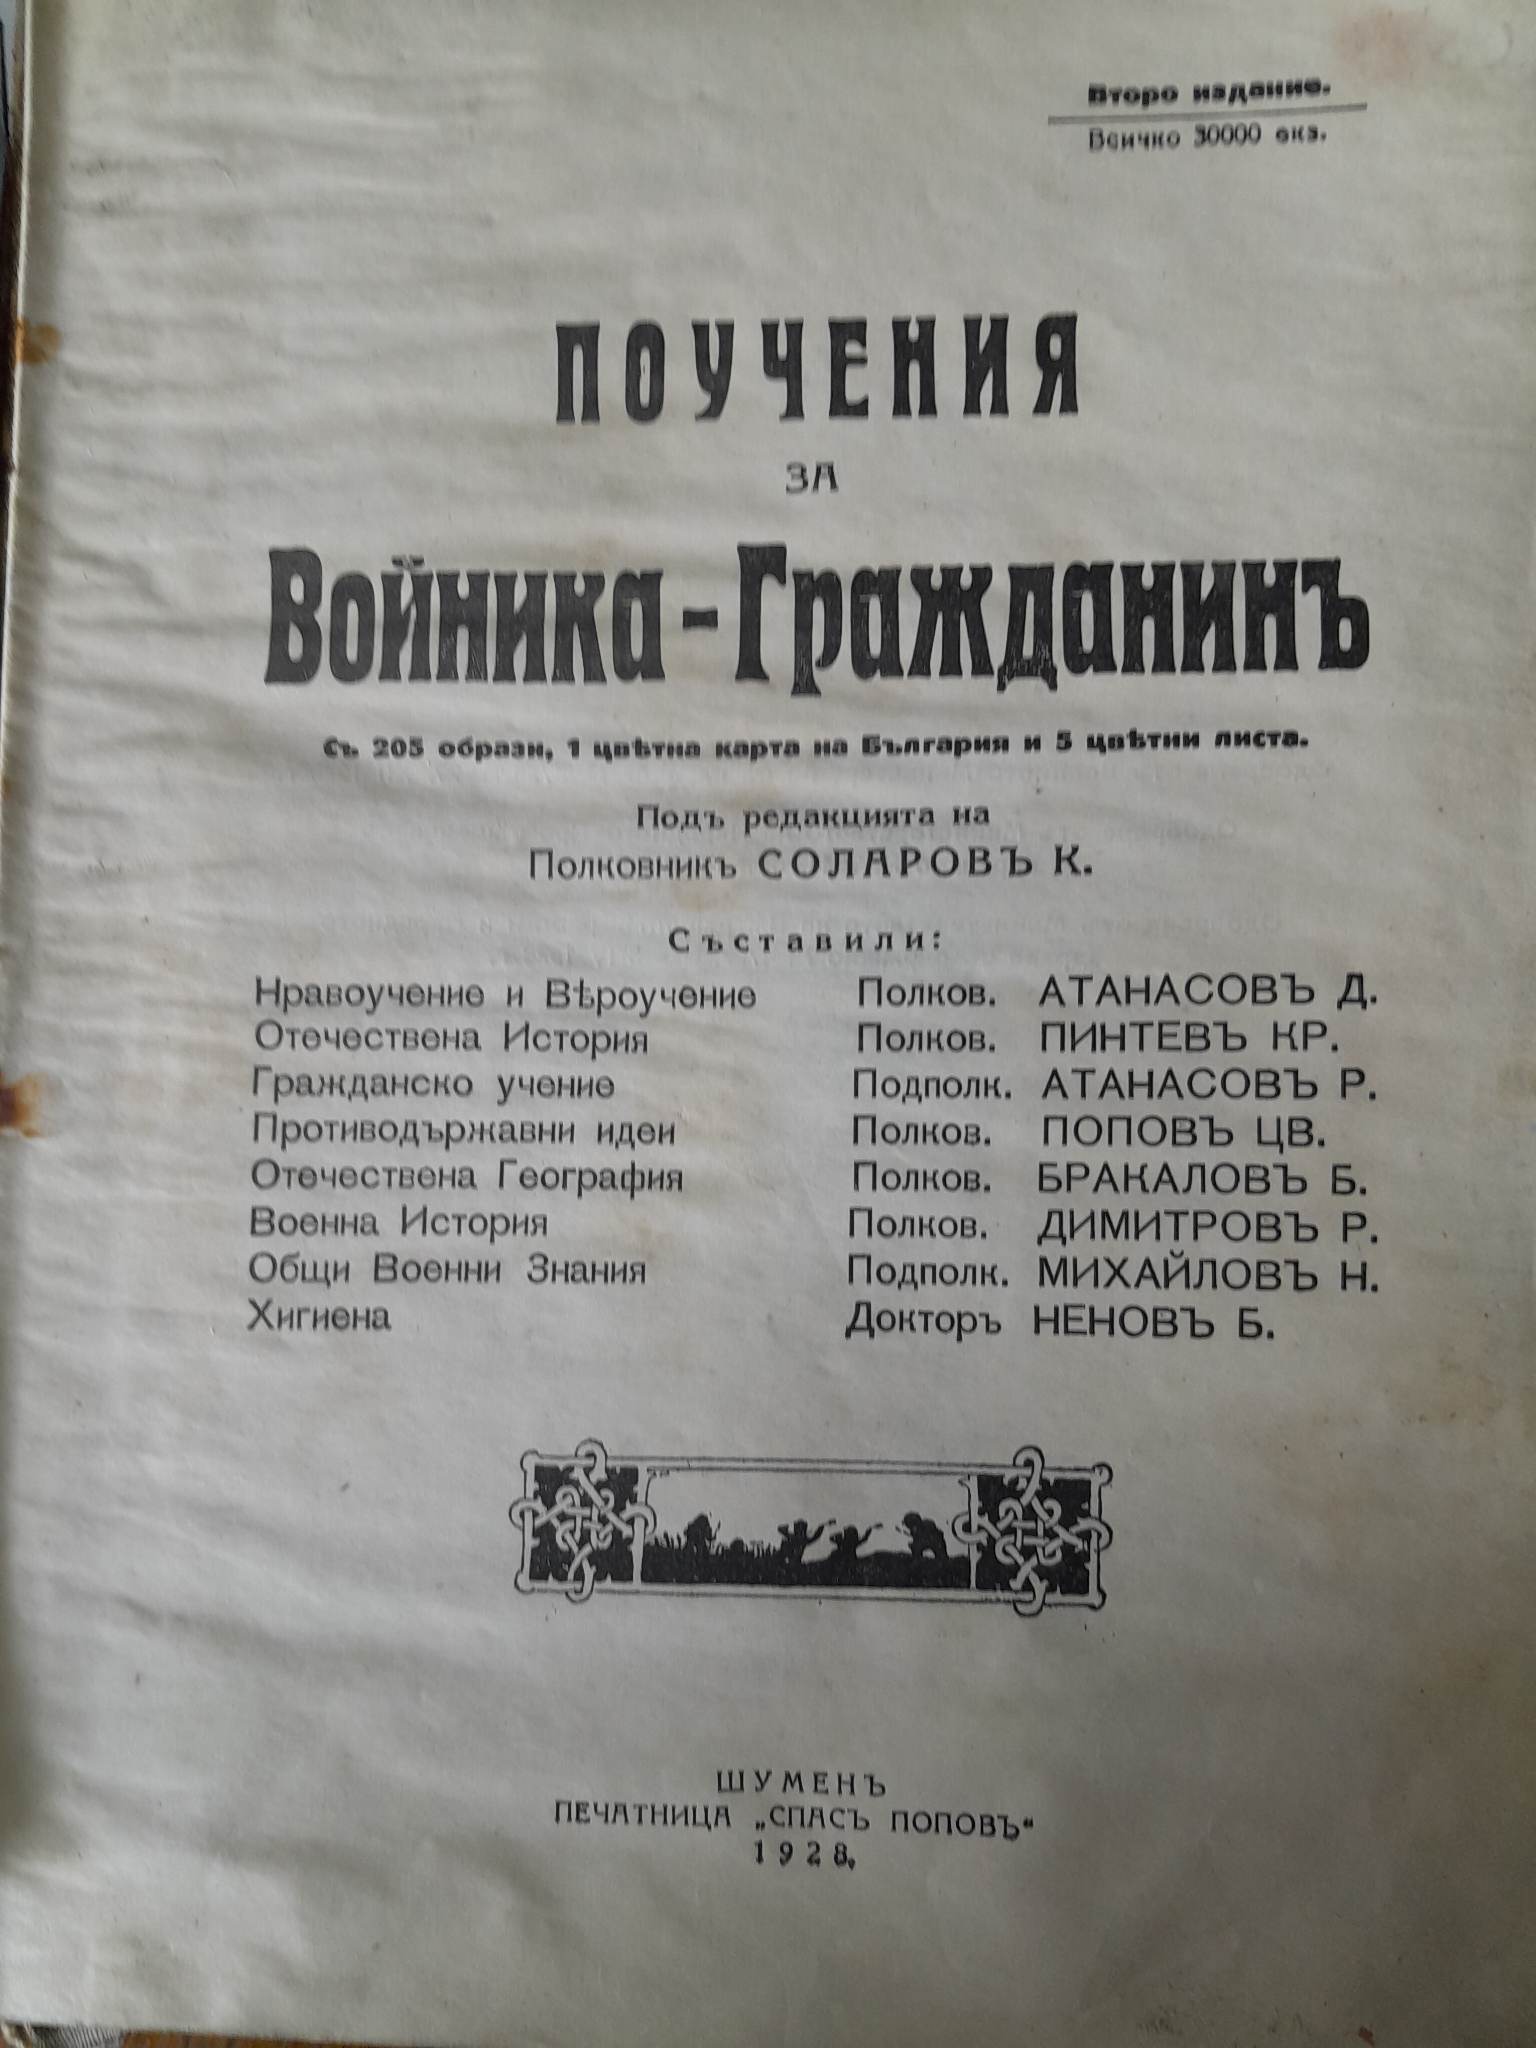 Второ издание.
Всичко 30000 екз.
ПОУЧЕНИЯ
ЗА
Войника-Гражданинъ
Съ 205 образи, 1 цвѣтна карта на България и 5 цвѣтни листа.
Подъ редакцията на
Полковникъ СОЛАРОВЪ К.
Съставили:
Нравоучение и Вѣроучение Полков. АТАНАСОВЪ Д.
Отечествена История Полков. ПИНТЕВЪ КР.
Гражданско учение Подполк. АТАНАСОВЪ Р.
Противодържавни идеи Полков. ПОПОВЪ ЦВ.
Отечествена География Полков. БРАКАЛОВЪ Б.
Военна История Полков. ДИМИТРОВЪ Р.
Общи Военни Знания Подполк. МИХАЙЛОВЪ Н.
Хигиена Докторъ НЕНОВЪ Б.
ШУМЕНЪ
ПЕЧАТНИЦА „СПАСЪ ПОПОВЪ“
1928.